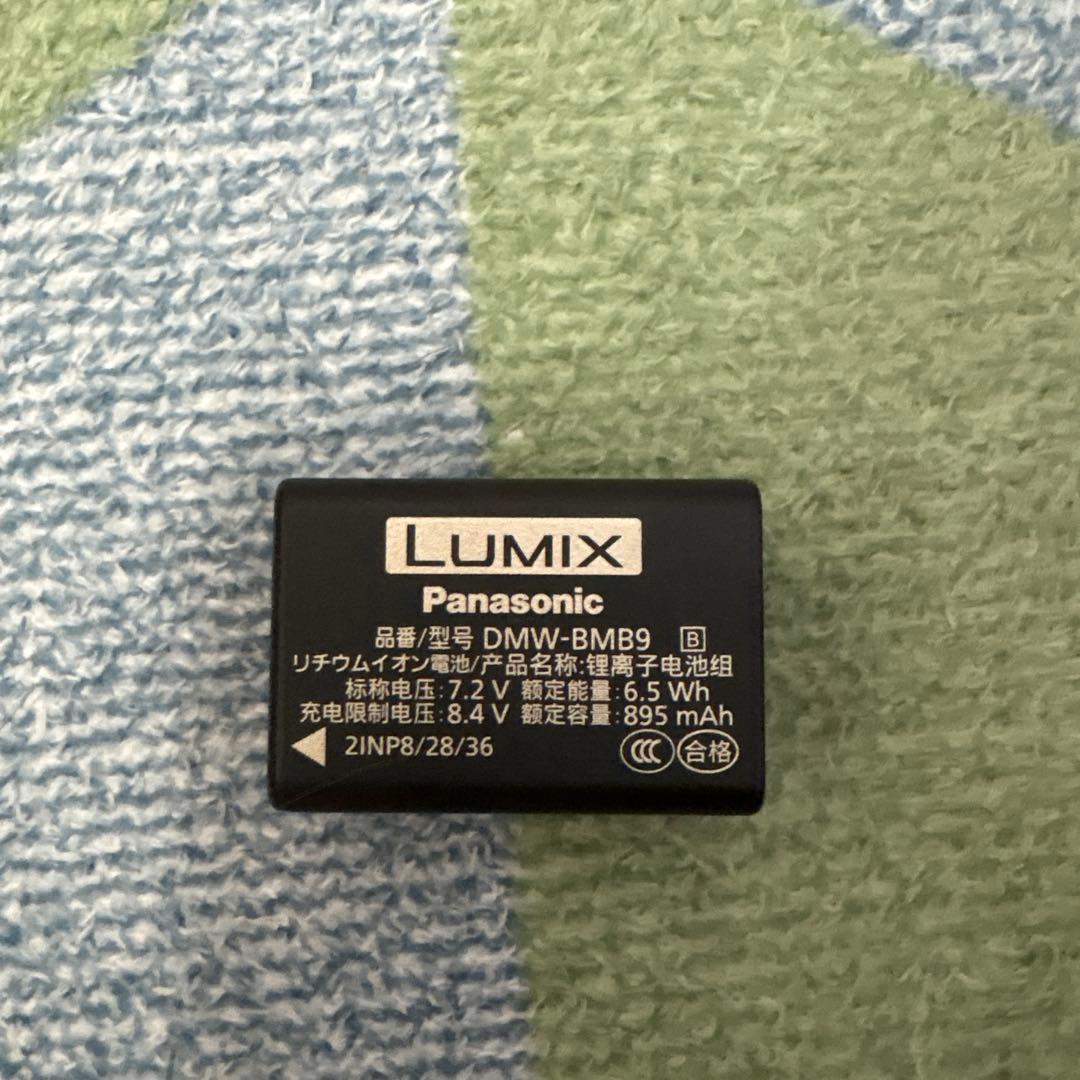 LUMIX
Panasonic
品番/型号 DMW-BMB9 B
リチウムイオン電池/产品名称:锂离子电池组
标称电压:7.2 V 额定能量:6.5 Wh
充电限制电压:8.4 V 额定容量:895 mAh
2INP8/28/36 CCC 合格